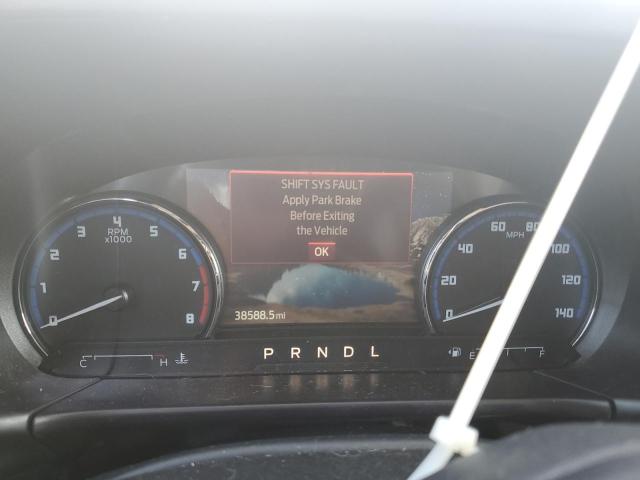 SHIFT SYS FAULT
Apply Park Brake
Before Exiting
the Vehicle
OK
0 1 2 3 4 5 6 7 8
RPM
x1000
0 20 40 60 80 100 120 140
MPH
38588.5 mi
P R N D L
C H
E F